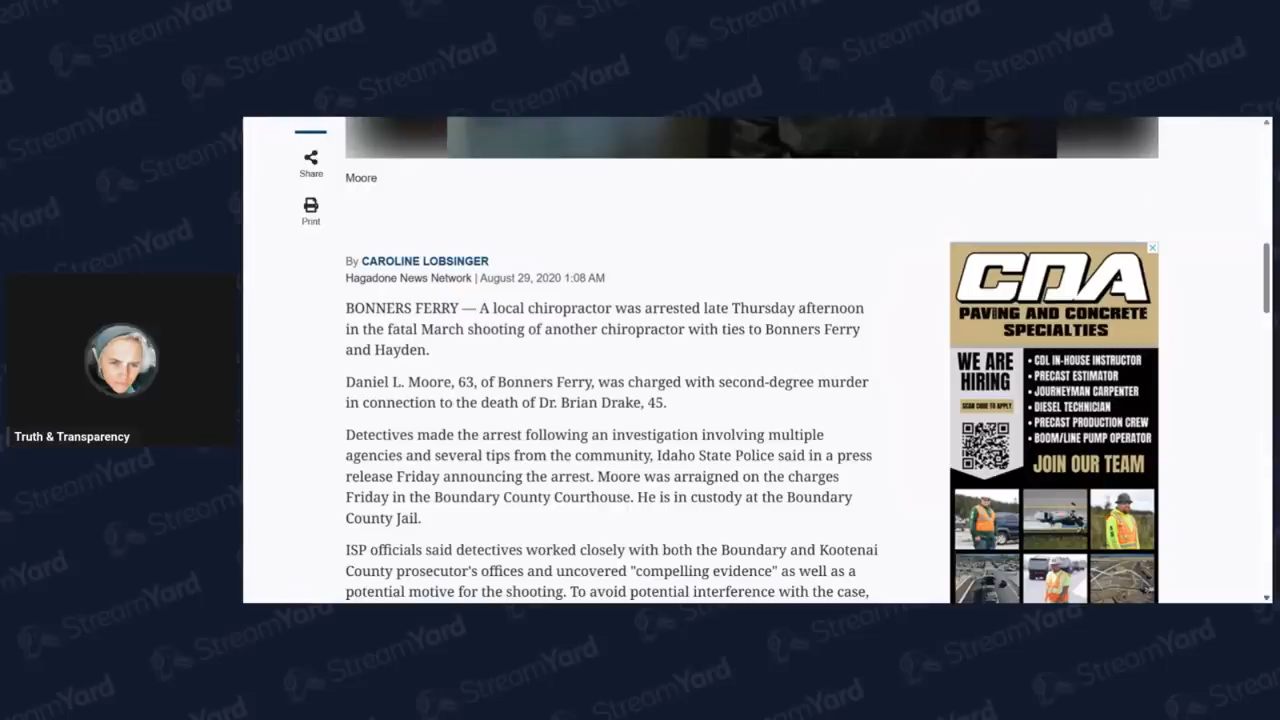 StreamYard
Share
Print
Moore
By CAROLINE LOBSINGER
Hagadone News Network | August 29, 2020 1:08 AM
BONNERS FERRY — A local chiropractor was arrested late Thursday afternoon
in the fatal March shooting of another chiropractor with ties to Bonners Ferry
and Hayden.
Daniel L. Moore, 63, of Bonners Ferry, was charged with second-degree murder
in connection to the death of Dr. Brian Drake, 45.
Detectives made the arrest following an investigation involving multiple
agencies and several tips from the community, Idaho State Police said in a press
release Friday announcing the arrest. Moore was arraigned on the charges
Friday in the Boundary County Courthouse. He is in custody at the Boundary
County Jail.
ISP officials said detectives worked closely with both the Boundary and Kootenai
County prosecutor's offices and uncovered "compelling evidence" as well as a
potential motive for the shooting. To avoid potential interference with the case,
CDA
PAVING AND CONCRETE
SPECIALTIES
WE ARE
HIRING
SCAN CODE TO APPLY
• CDL IN-HOUSE INSTRUCTOR
• PRECAST ESTIMATOR
• JOURNEYMAN CARPENTER
• DIESEL TECHNICIAN
• PRECAST PRODUCTION CREW
• BOOM/LINE PUMP OPERATOR
JOIN OUR TEAM
Truth & Transparency